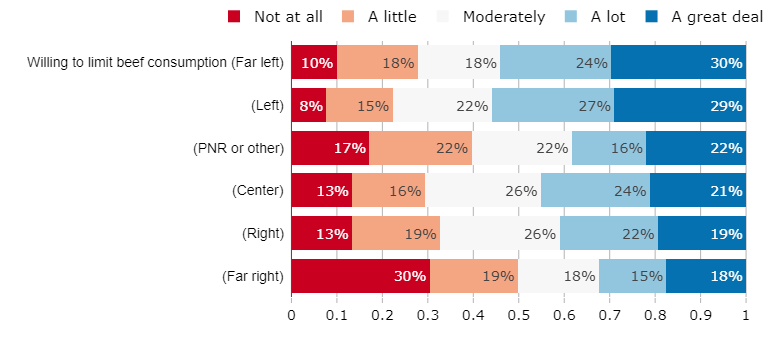 Not at all A little Moderately A lot A great deal
Willing to limit beef consumption (Far left) 10% 18% 18% 24% 30%
(Left) 8% 15% 22% 27% 29%
(PNR or other) 17% 22% 22% 16% 22%
(Center) 13% 16% 26% 24% 21%
(Right) 13% 19% 26% 22% 19%
(Far right) 30% 19% 18% 15% 18%
0 0.1 0.2 0.3 0.4 0.5 0.6 0.7 0.8 0.9 1